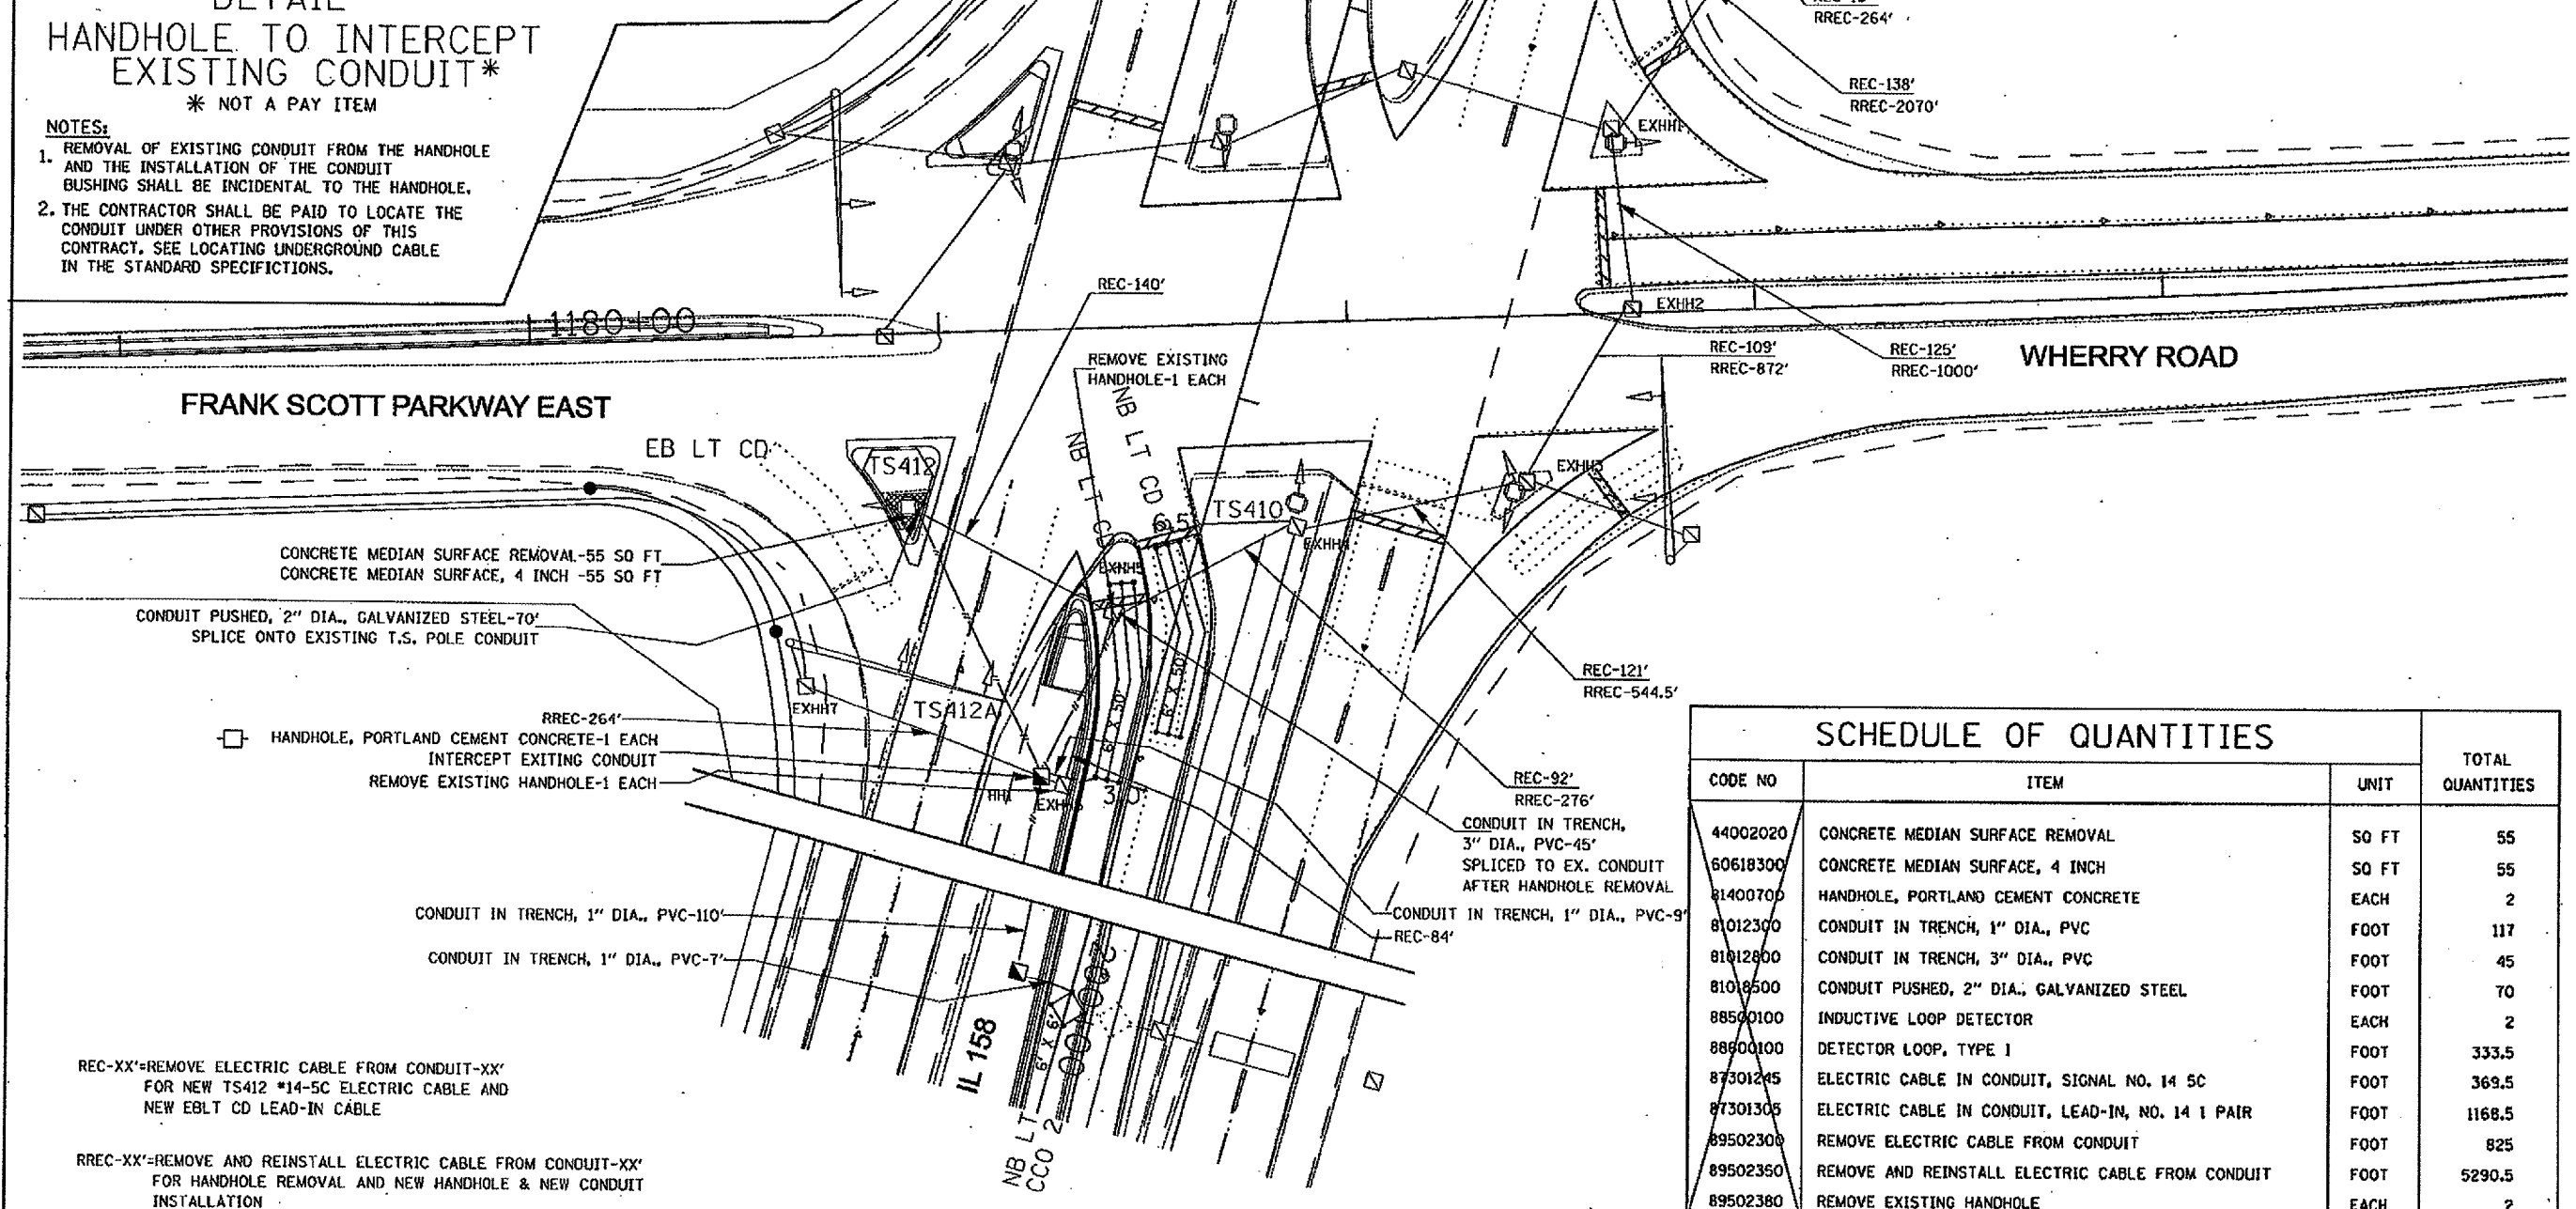 DETAIL
HANDHOLE TO INTERCEPT
EXISTING CONDUIT*
* NOT A PAY ITEM
NOTES:
1. REMOVAL OF EXISTING CONDUIT FROM THE HANDHOLE
AND THE INSTALLATION OF THE CONDUIT
BUSHING SHALL BE INCIDENTAL TO THE HANDHOLE.
2. THE CONTRACTOR SHALL BE PAID TO LOCATE THE
CONDUIT UNDER OTHER PROVISIONS OF THIS
CONTRACT. SEE LOCATING UNDERGROUND CABLE
IN THE STANDARD SPECIFICTIONS.
RREC-264'
REC-138'
RREC-2070'
EXHH1
REC-140'
1180+00
EXHH2
REMOVE EXISTING
HANDHOLE-1 EACH
REC-109'
RREC-872'
REC-125'
RREC-1000'
WHERRY ROAD
FRANK SCOTT PARKWAY EAST
EB LT CD
TS412
NB LT CD
NB LT CD
6.5'
TS410
EXHH3
EXHH4
EXHH5
CONCRETE MEDIAN SURFACE REMOVAL-55 SQ FT
CONCRETE MEDIAN SURFACE, 4 INCH -55 SQ FT
CONDUIT PUSHED, 2" DIA., GALVANIZED STEEL-70'
SPLICE ONTO EXISTING T.S. POLE CONDUIT
6' X 50'
6' X 50'
REC-121'
RREC-544.5'
EXHH7
TS412A
RREC-264'
HANDHOLE, PORTLAND CEMENT CONCRETE-1 EACH
INTERCEPT EXITING CONDUIT
REMOVE EXISTING HANDHOLE-1 EACH
HH1
REC-92'
RREC-276'
CONDUIT IN TRENCH,
3" DIA., PVC-45'
SPLICED TO EX. CONDUIT
AFTER HANDHOLE REMOVAL
CONDUIT IN TRENCH, 1" DIA., PVC-9'
REC-84'
CONDUIT IN TRENCH, 1" DIA., PVC-110'
CONDUIT IN TRENCH, 1" DIA., PVC-7'
6' X 6'
IL 158
NB LT
CCO 2
REC-XX'=REMOVE ELECTRIC CABLE FROM CONDUIT-XX'
FOR NEW TS412 #14-5C ELECTRIC CABLE AND
NEW EBLT CD LEAD-IN CABLE
RREC-XX'=REMOVE AND REINSTALL ELECTRIC CABLE FROM CONDUIT-XX'
FOR HANDHOLE REMOVAL AND NEW HANDHOLE & NEW CONDUIT
INSTALLATION
SCHEDULE OF QUANTITIES
CODE NO ITEM UNIT TOTAL QUANTITIES
44002020 CONCRETE MEDIAN SURFACE REMOVAL SQ FT 55
60618300 CONCRETE MEDIAN SURFACE, 4 INCH SQ FT 55
81400700 HANDHOLE, PORTLAND CEMENT CONCRETE EACH 2
81012300 CONDUIT IN TRENCH, 1" DIA., PVC FOOT 117
81012800 CONDUIT IN TRENCH, 3" DIA., PVC FOOT 45
81018500 CONDUIT PUSHED, 2" DIA., GALVANIZED STEEL FOOT 70
88500100 INDUCTIVE LOOP DETECTOR EACH 2
88600100 DETECTOR LOOP, TYPE I FOOT 333.5
87301245 ELECTRIC CABLE IN CONDUIT, SIGNAL NO. 14 5C FOOT 369.5
87301305 ELECTRIC CABLE IN CONDUIT, LEAD-IN, NO. 14 1 PAIR FOOT 1168.5
89502300 REMOVE ELECTRIC CABLE FROM CONDUIT FOOT 825
89502350 REMOVE AND REINSTALL ELECTRIC CABLE FROM CONDUIT FOOT 5290.5
89502380 REMOVE EXISTING HANDHOLE EACH 2